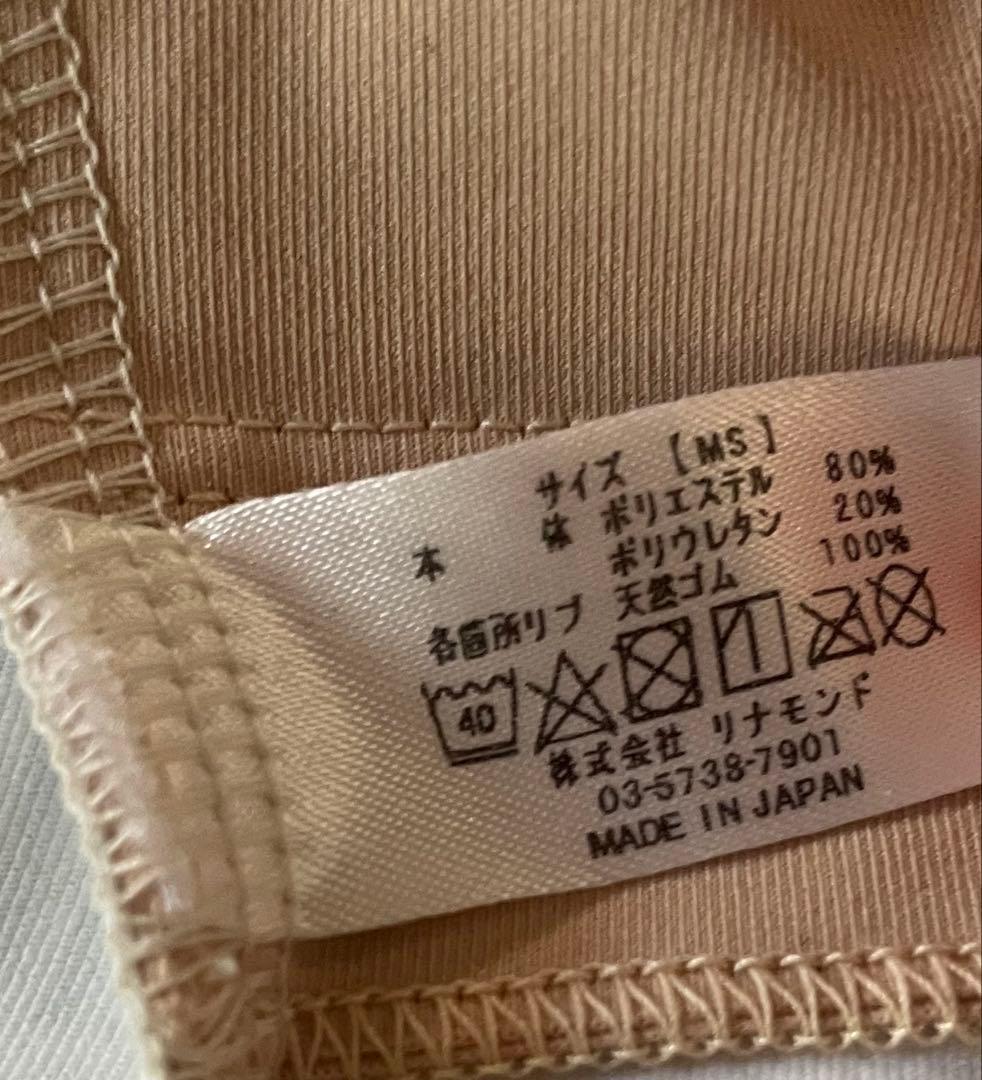 サイズ 【MS】
本 体 ポリエステル 80%
ポリウレタン 20%
各箇所リブ 天然ゴム 100%
40
株式会社 リナモンド
03-5738-7901
MADE IN JAPAN